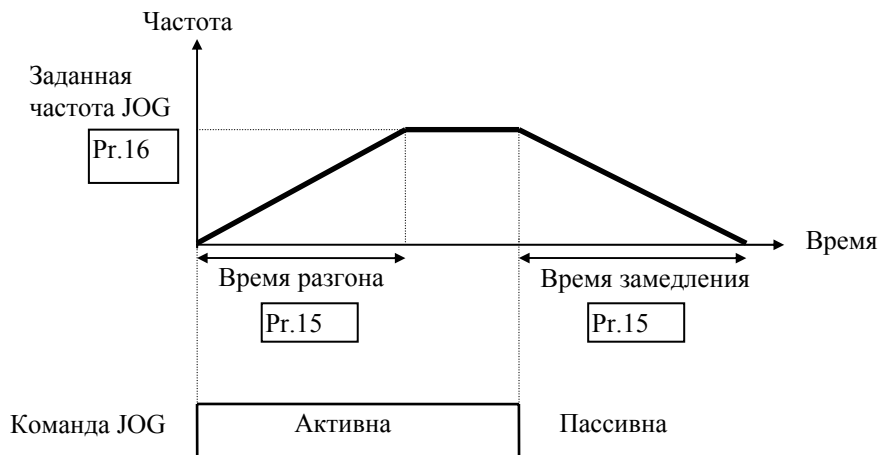 Частота
Заданная
частота JOG
Pr.16
Время
Время разгона
Время замедления
Pr.15
Pr.15
Команда JOG
Активна
Пассивна